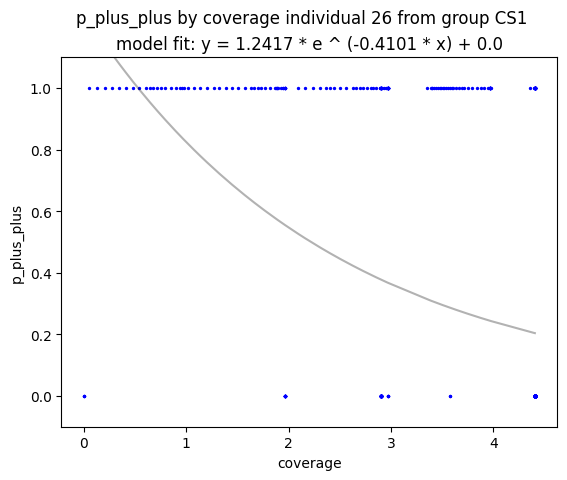 p_plus_plus by coverage individual 26 from group CS1
model fit: y = 1.2417 * e ^ (-0.4101 * x) + 0.0
1.0
0.8
0.6
0.4
0.2
0.0
p_plus_plus
0
1
2
3
4
coverage